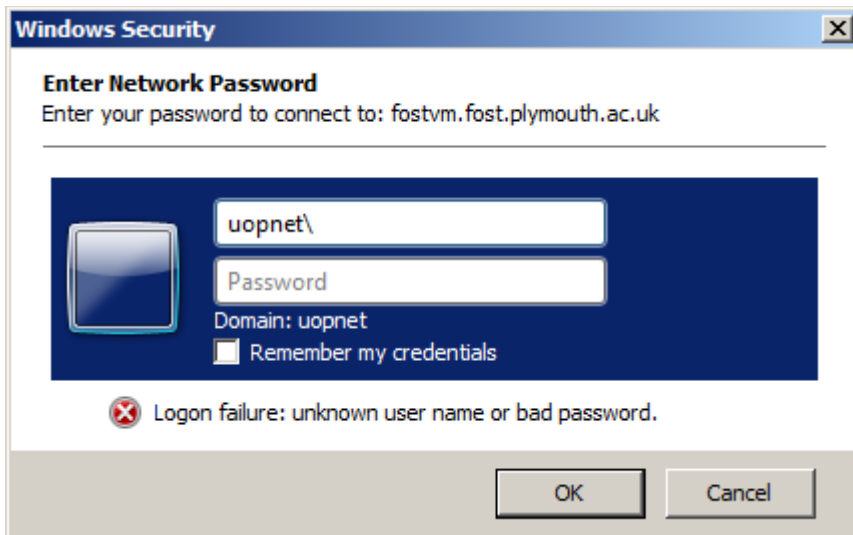 Windows Security
Enter Network Password
Enter your password to connect to: fostvm.fost.plymouth.ac.uk
uopnet\
Password
Domain: uopnet
Remember my credentials
Logon failure: unknown user name or bad password.
OK Cancel